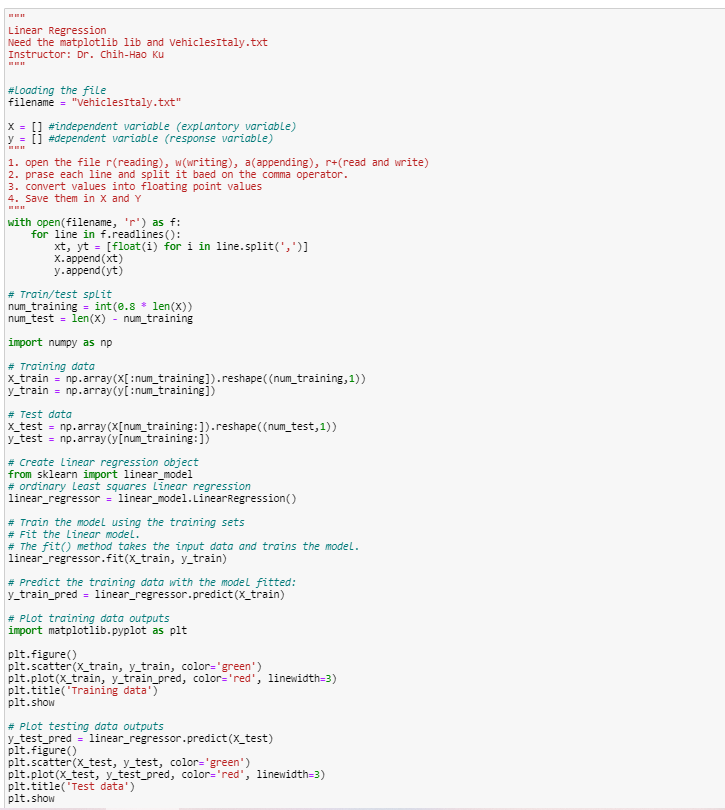 """
Linear Regression
Need the matplotlib lib and VehiclesItaly.txt
Instructor: Dr. Chih-Hao Ku
"""
#loading the file
filename = "VehiclesItaly.txt"
X = [] #independent variable (explantory variable)
y = [] #dependent variable (response variable)
"""
1. open the file r(reading), w(writing), a(appending), r+(read and write)
2. prase each line and split it baed on the comma operator.
3. convert values into floating point values
4. Save them in X and Y
"""
with open(filename, 'r') as f:
    for line in f.readlines():
        xt, yt = [float(i) for i in line.split(',')]
        X.append(xt)
        y.append(yt)
# Train/test split
num_training = int(0.8 * len(X))
num_test = len(X) - num_training
import numpy as np
# Training data
X_train = np.array(X[:num_training]).reshape((num_training,1))
y_train = np.array(y[:num_training])
# Test data
X_test = np.array(X[num_training:]).reshape((num_test,1))
y_test = np.array(y[num_training:])
# Create linear regression object
from sklearn import linear_model
# ordinary least squares linear regression
linear_regressor = linear_model.LinearRegression()
# Train the model using the training sets
# Fit the linear model.
# The fit() method takes the input data and trains the model.
linear_regressor.fit(X_train, y_train)
# Predict the training data with the model fitted:
y_train_pred = linear_regressor.predict(X_train)
# Plot training data outputs
import matplotlib.pyplot as plt
plt.figure()
plt.scatter(X_train, y_train, color='green')
plt.plot(X_train, y_train_pred, color='red', linewidth=3)
plt.title('Training data')
plt.show
# Plot testing data outputs
y_test_pred = linear_regressor.predict(X_test)
plt.figure()
plt.scatter(X_test, y_test, color='green')
plt.plot(X_test, y_test_pred, color='red', linewidth=3)
plt.title('Test data')
plt.show